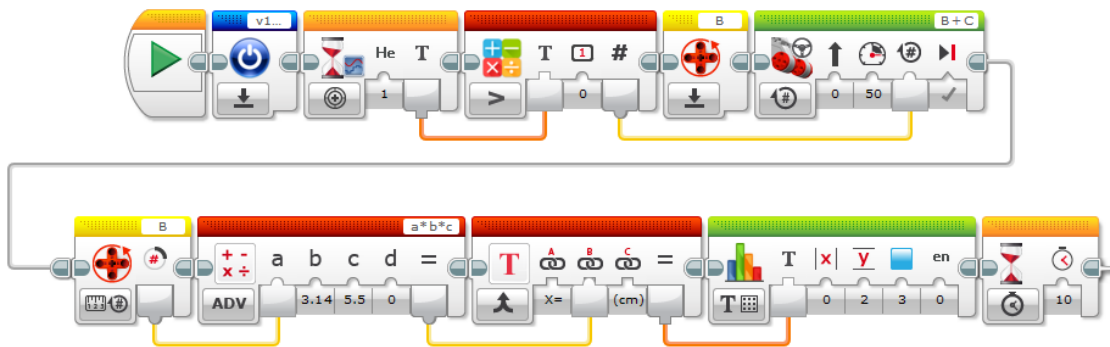 v1...
He T
1
T 1 #
> 0
B
B+C
#
# 0 50
B
#
123 #
a*b*c
a b c d =
ADV 3.14 5.5 0
T A B C =
X= (cm)
T |x| y en
T 0 2 3 0
10